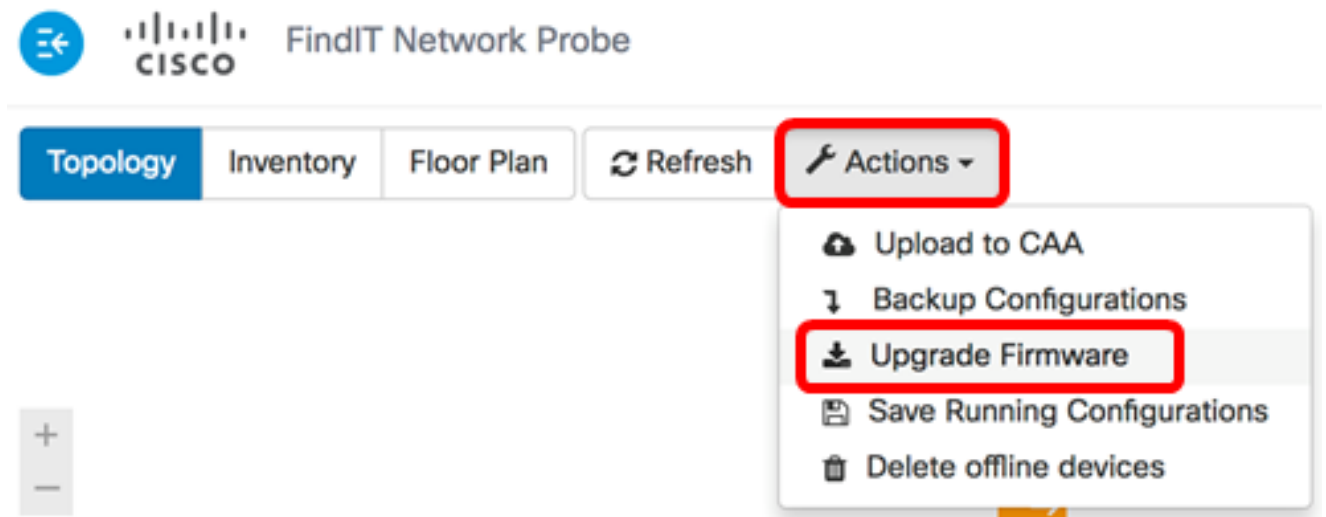 CISCO FindIT Network Probe
Topology Inventory Floor Plan Refresh Actions
Upload to CAA
Backup Configurations
Upgrade Firmware
Save Running Configurations
Delete offline devices
+
−